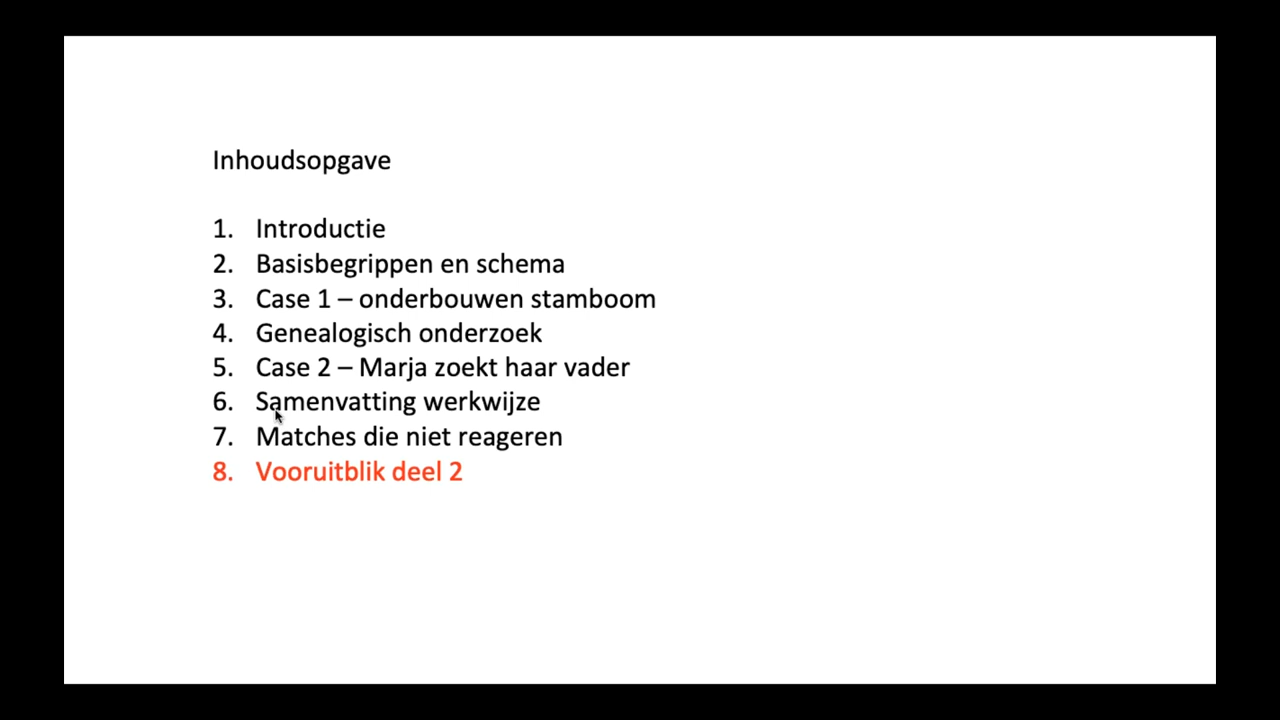 Inhoudsopgave
1. Introductie
2. Basisbegrippen en schema
3. Case 1 – onderbouwen stamboom
4. Genealogisch onderzoek
5. Case 2 – Marja zoekt haar vader
6. Samenvatting werkwijze
7. Matches die niet reageren
8. Vooruitblik deel 2